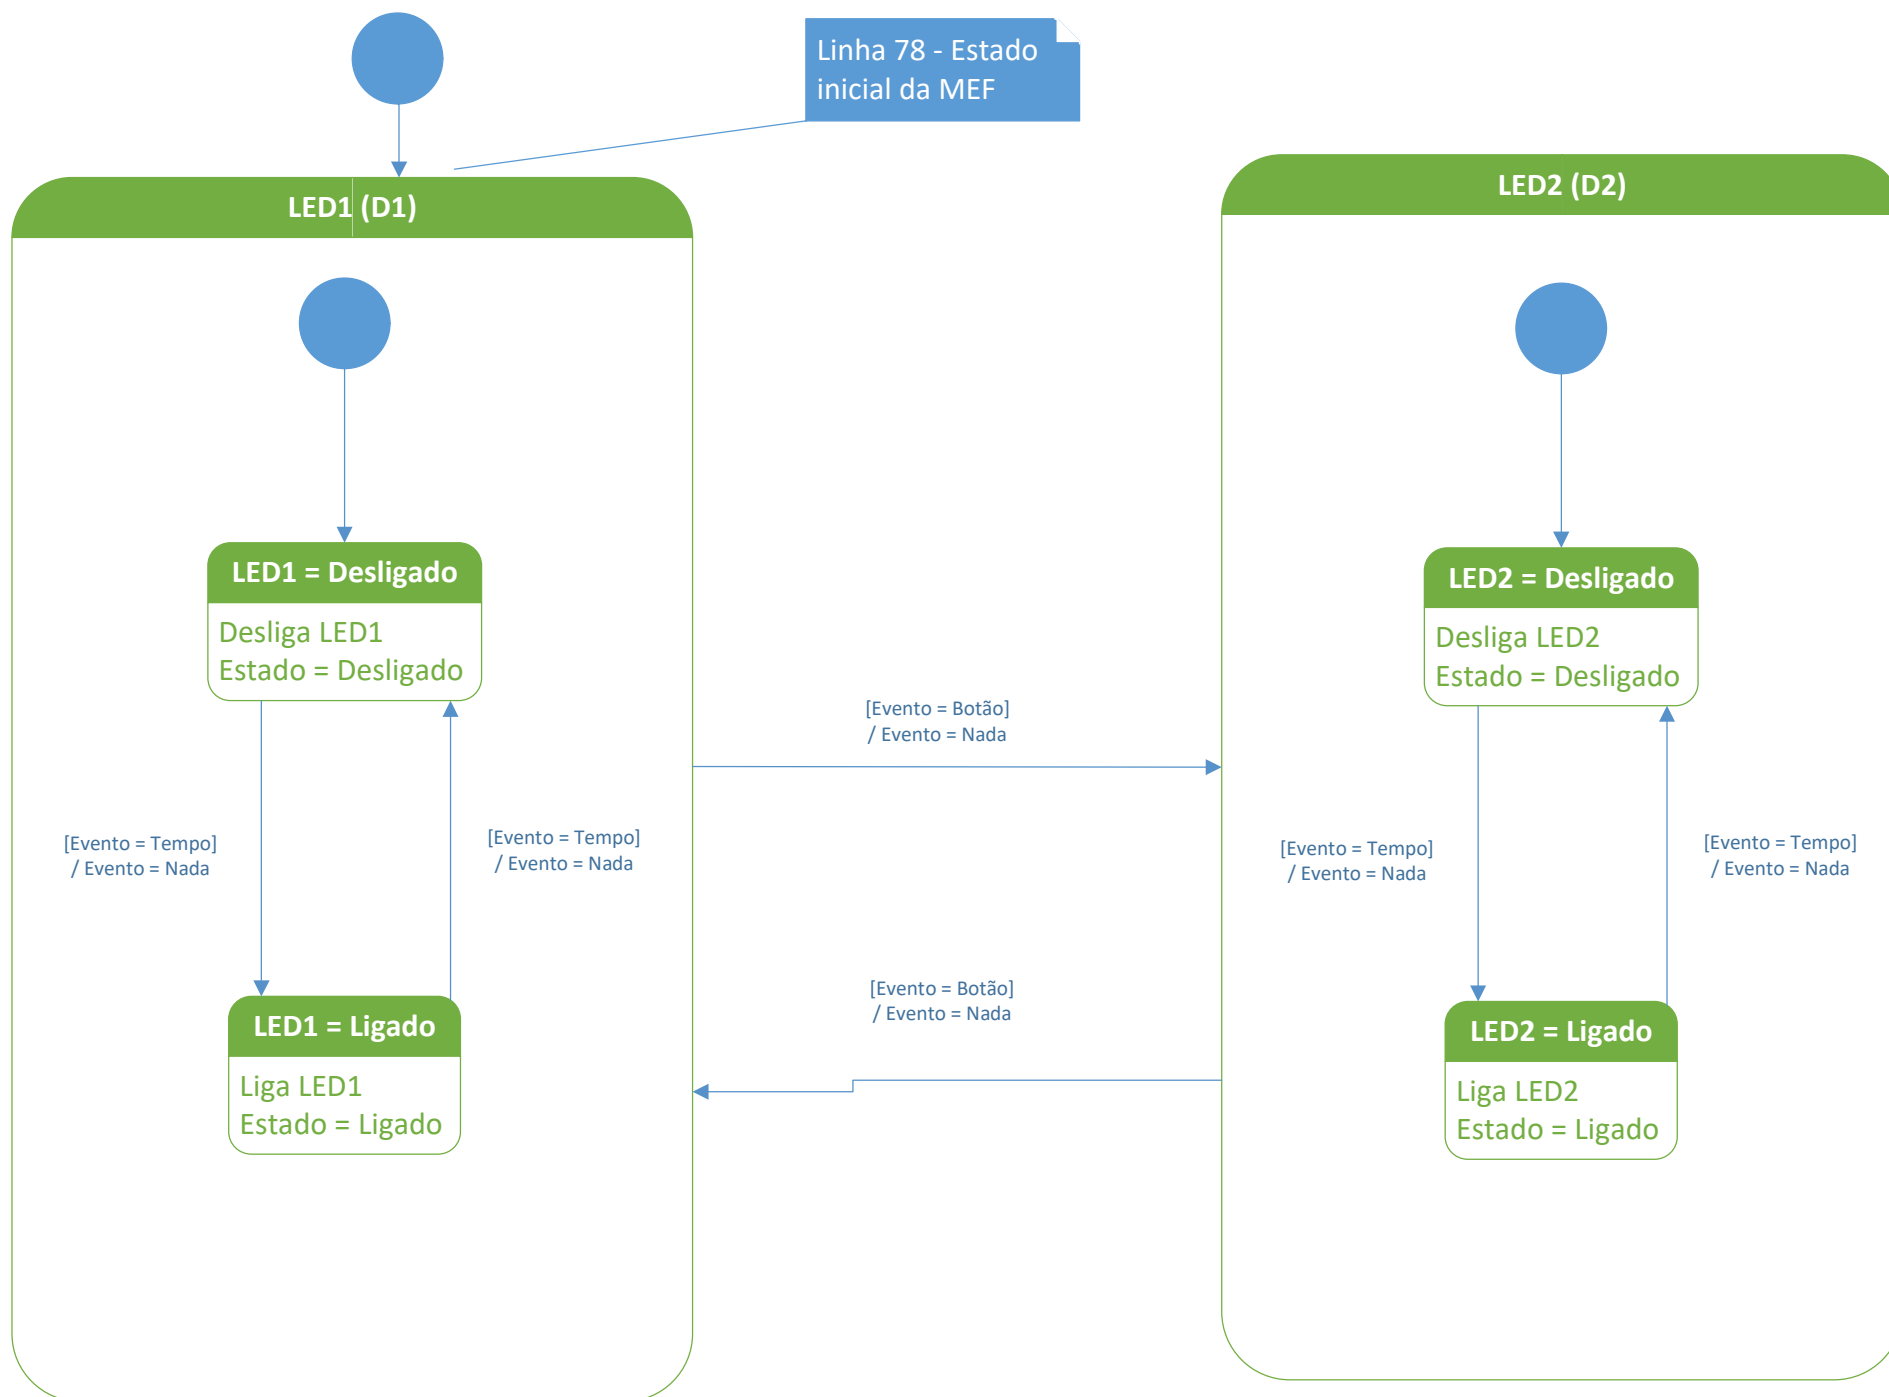 Linha 78 - Estado
inicial da MEF
LED1 (D1)
LED2 (D2)
LED1 = Desligado
Desliga LED1
Estado = Desligado
LED2 = Desligado
Desliga LED2
Estado = Desligado
[Evento = Botão]
/ Evento = Nada
[Evento = Tempo]
/ Evento = Nada
[Evento = Tempo]
/ Evento = Nada
[Evento = Tempo]
/ Evento = Nada
[Evento = Tempo]
/ Evento = Nada
[Evento = Botão]
/ Evento = Nada
LED1 = Ligado
Liga LED1
Estado = Ligado
LED2 = Ligado
Liga LED2
Estado = Ligado